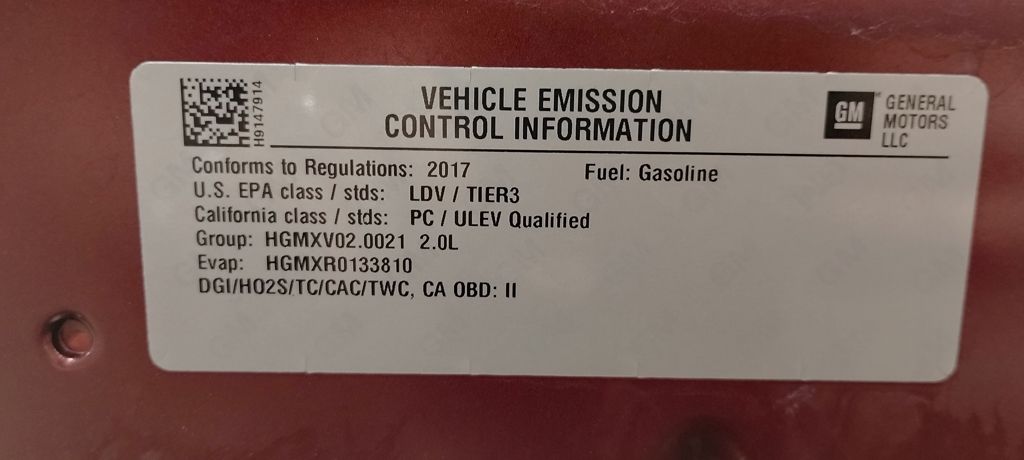 H9147914
VEHICLE EMISSION
CONTROL INFORMATION
GM
GENERAL
MOTORS
LLC
Conforms to Regulations: 2017
Fuel: Gasoline
U.S. EPA class / stds: LDV / TIER3
California class / stds: PC / ULEV Qualified
Group: HGMXV02.0021 2.0L
Evap: HGMXR0133810
DGI/HO2S/TC/CAC/TWC, CA OBD: II